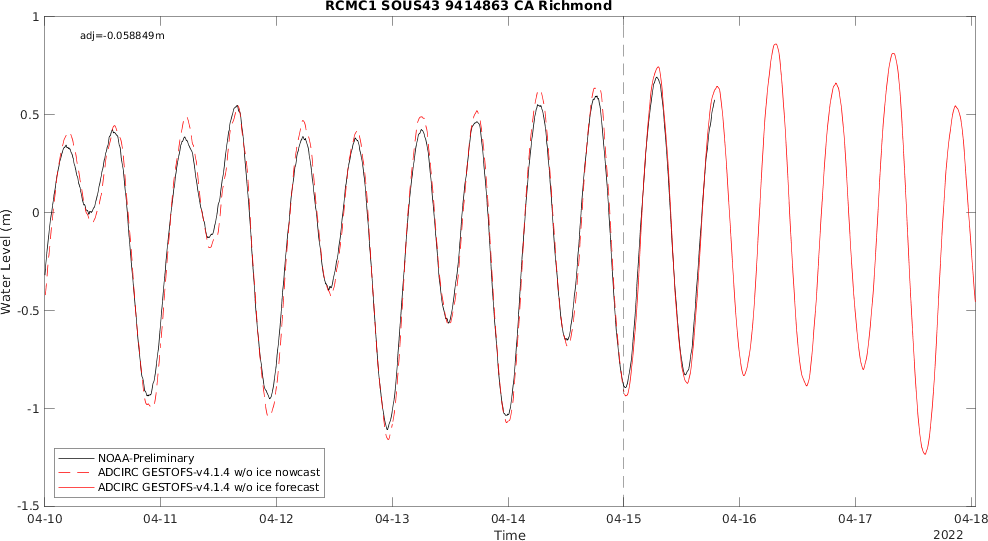 RCMC1 SOUS43 9414863 CA Richmond
adj=-0.058849m
1
0.5
0
-0.5
-1
-1.5
Water Level (m)
NOAA-Preliminary
ADCIRC GESTOFS-v4.1.4 w/o ice nowcast
ADCIRC GESTOFS-v4.1.4 w/o ice forecast
04-10 04-11 04-12 04-13 04-14 04-15 04-16 04-17 04-18
Time
2022